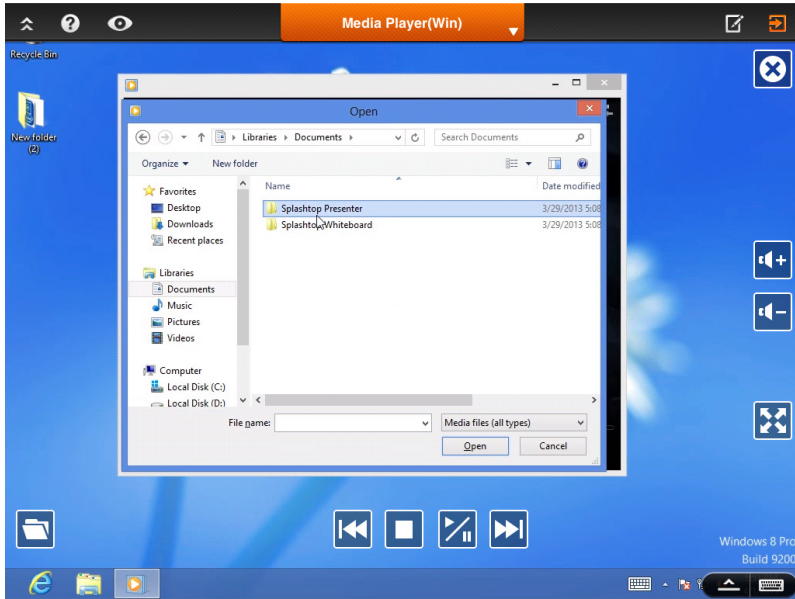 Media Player(Win)
Recycle Bin
New folder
(2)
Open
Libraries
Documents
Search Documents
Organize
New folder
Name
Date modified
Favorites
Desktop
Downloads
Recent places
Libraries
Documents
Music
Pictures
Videos
Computer
Local Disk (C:)
Local Disk (D:)
Splashtop Presenter
3/29/2013 5:08
Splashtop Whiteboard
3/29/2013 5:08
File name:
Media files (all types)
Open
Cancel
Windows 8 Pro
Build 9200